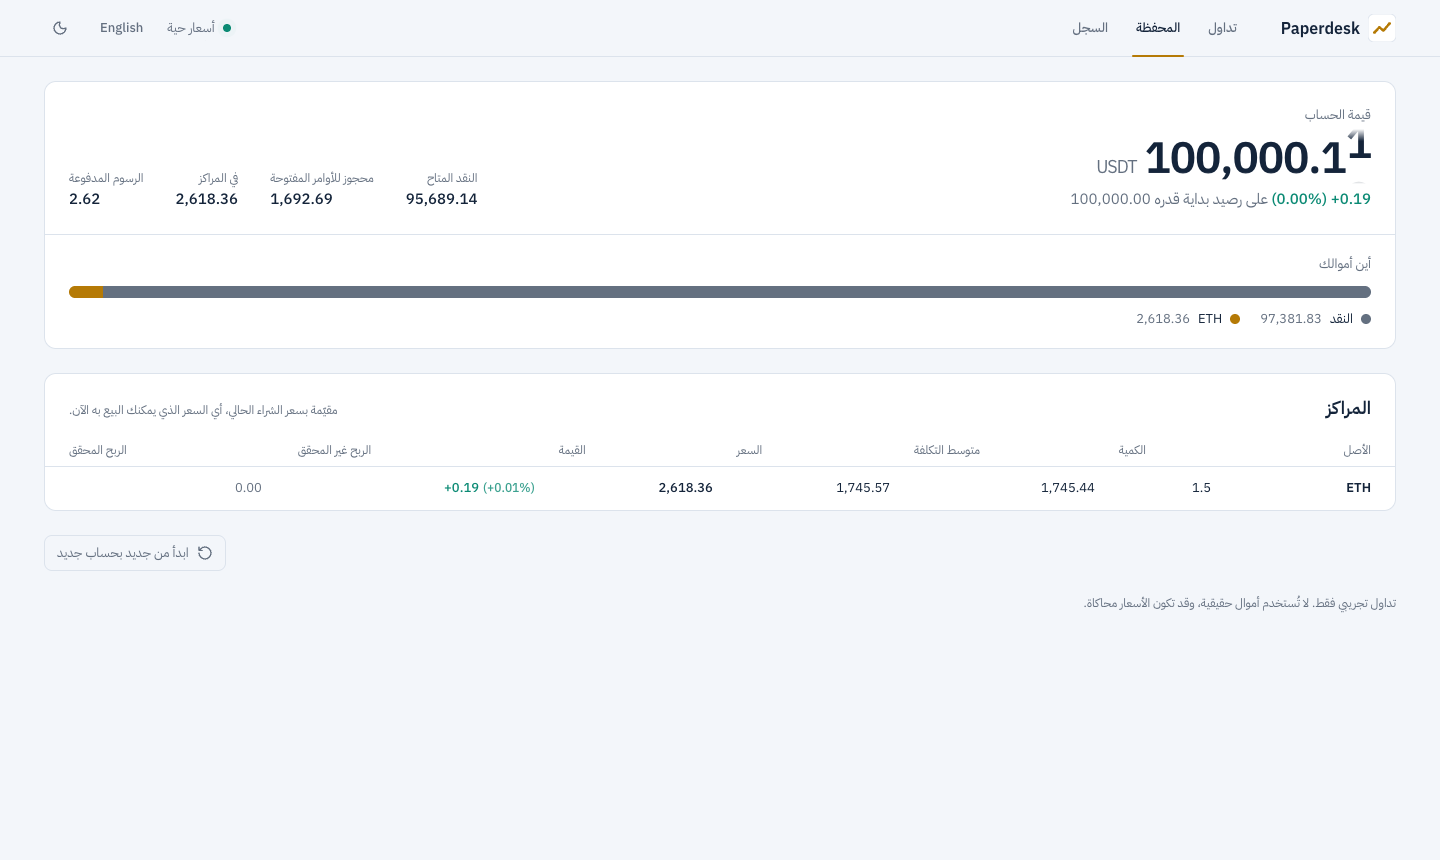 Paperdesk
تداول
المحفظة
السجل
أسعار حية
English
قيمة الحساب
100,000.1 USDT
+0.19 (0.00%) على رصيد بداية قدره 100,000.00
النقد المتاح
95,689.14
محجوز للأوامر المفتوحة
1,692.69
في المراكز
2,618.36
الرسوم المدفوعة
2.62
أين أموالك
النقد 97,381.83
ETH 2,618.36
المراكز
مقيّمة بسعر الشراء الحالي، أي السعر الذي يمكنك البيع به الآن.
الأصل الكمية متوسط التكلفة السعر القيمة الربح غير المحقق الربح المحقق
ETH 1.5 1,745.44 1,745.57 2,618.36 +0.19 (+0.01%) 0.00
ابدأ من جديد بحساب جديد
تداول تجريبي فقط. لا تُستخدم أموال حقيقية، وقد تكون الأسعار محاكاة.